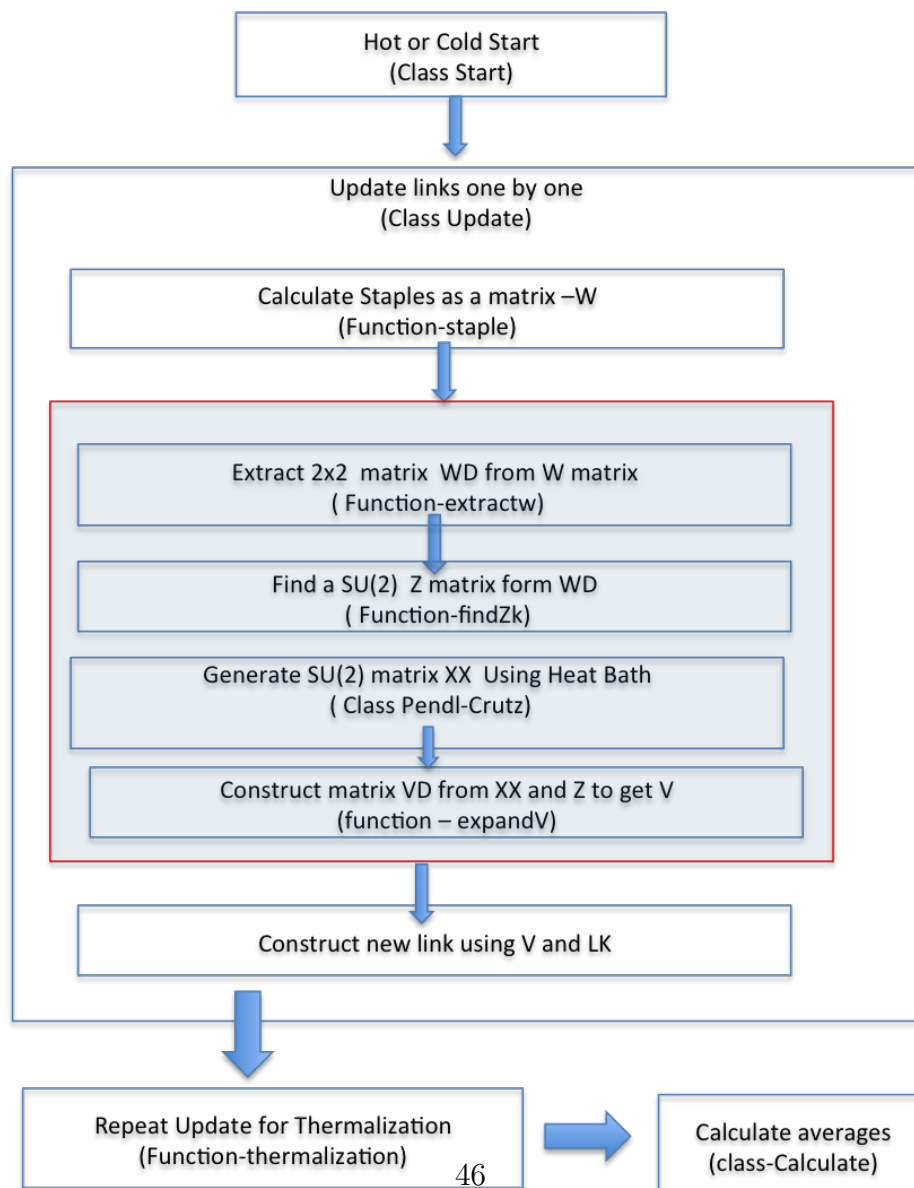 Hot or Cold Start
(Class Start)
Update links one by one
(Class Update)
Calculate Staples as a matrix –W
(Function-staple)
Extract 2x2 matrix WD from W matrix
( Function-extractw)
Find a SU(2) Z matrix form WD
( Function-findZk)
Generate SU(2) matrix XX Using Heat Bath
( Class Pendl-Crutz)
Construct matrix VD from XX and Z to get V
(function – expandV)
Construct new link using V and LK
Repeat Update for Thermalization
(Function-thermalization)
Calculate averages
(class-Calculate)
46